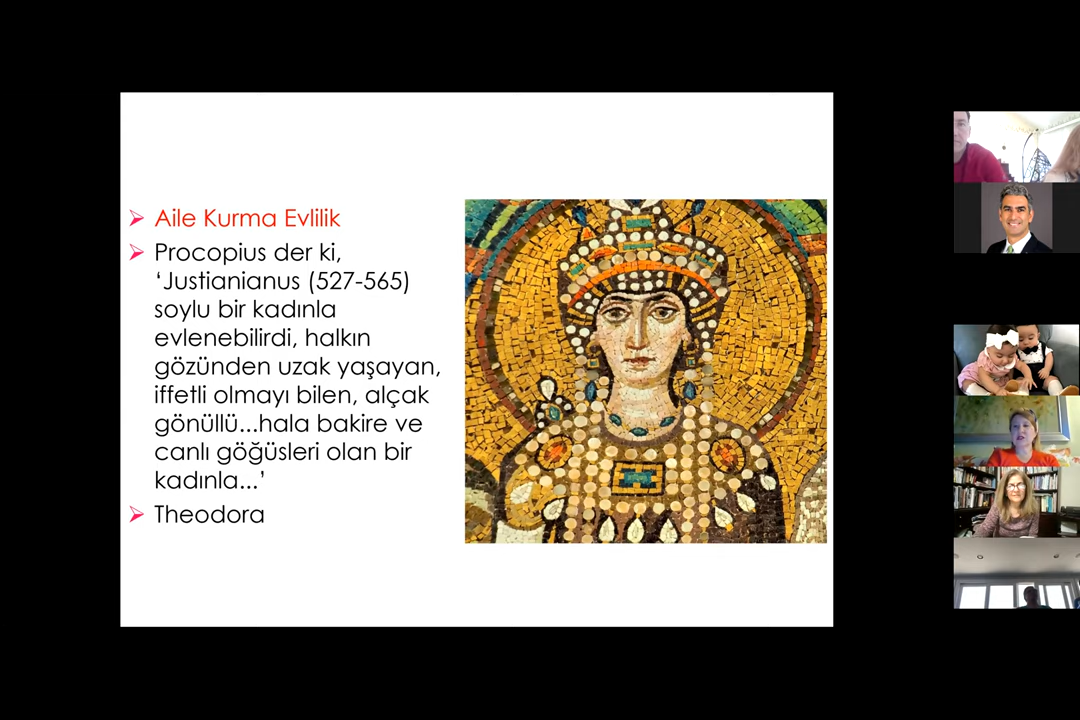 Aile Kurma Evlilik
Procopius der ki,
‘Justianianus (527-565)
soylu bir kadınla
evlenebilirdi, halkın
gözünden uzak yaşayan,
iffetli olmayı bilen, alçak
gönüllü...hala bakire ve
canlı göğüsleri olan bir
kadınla...’
Theodora